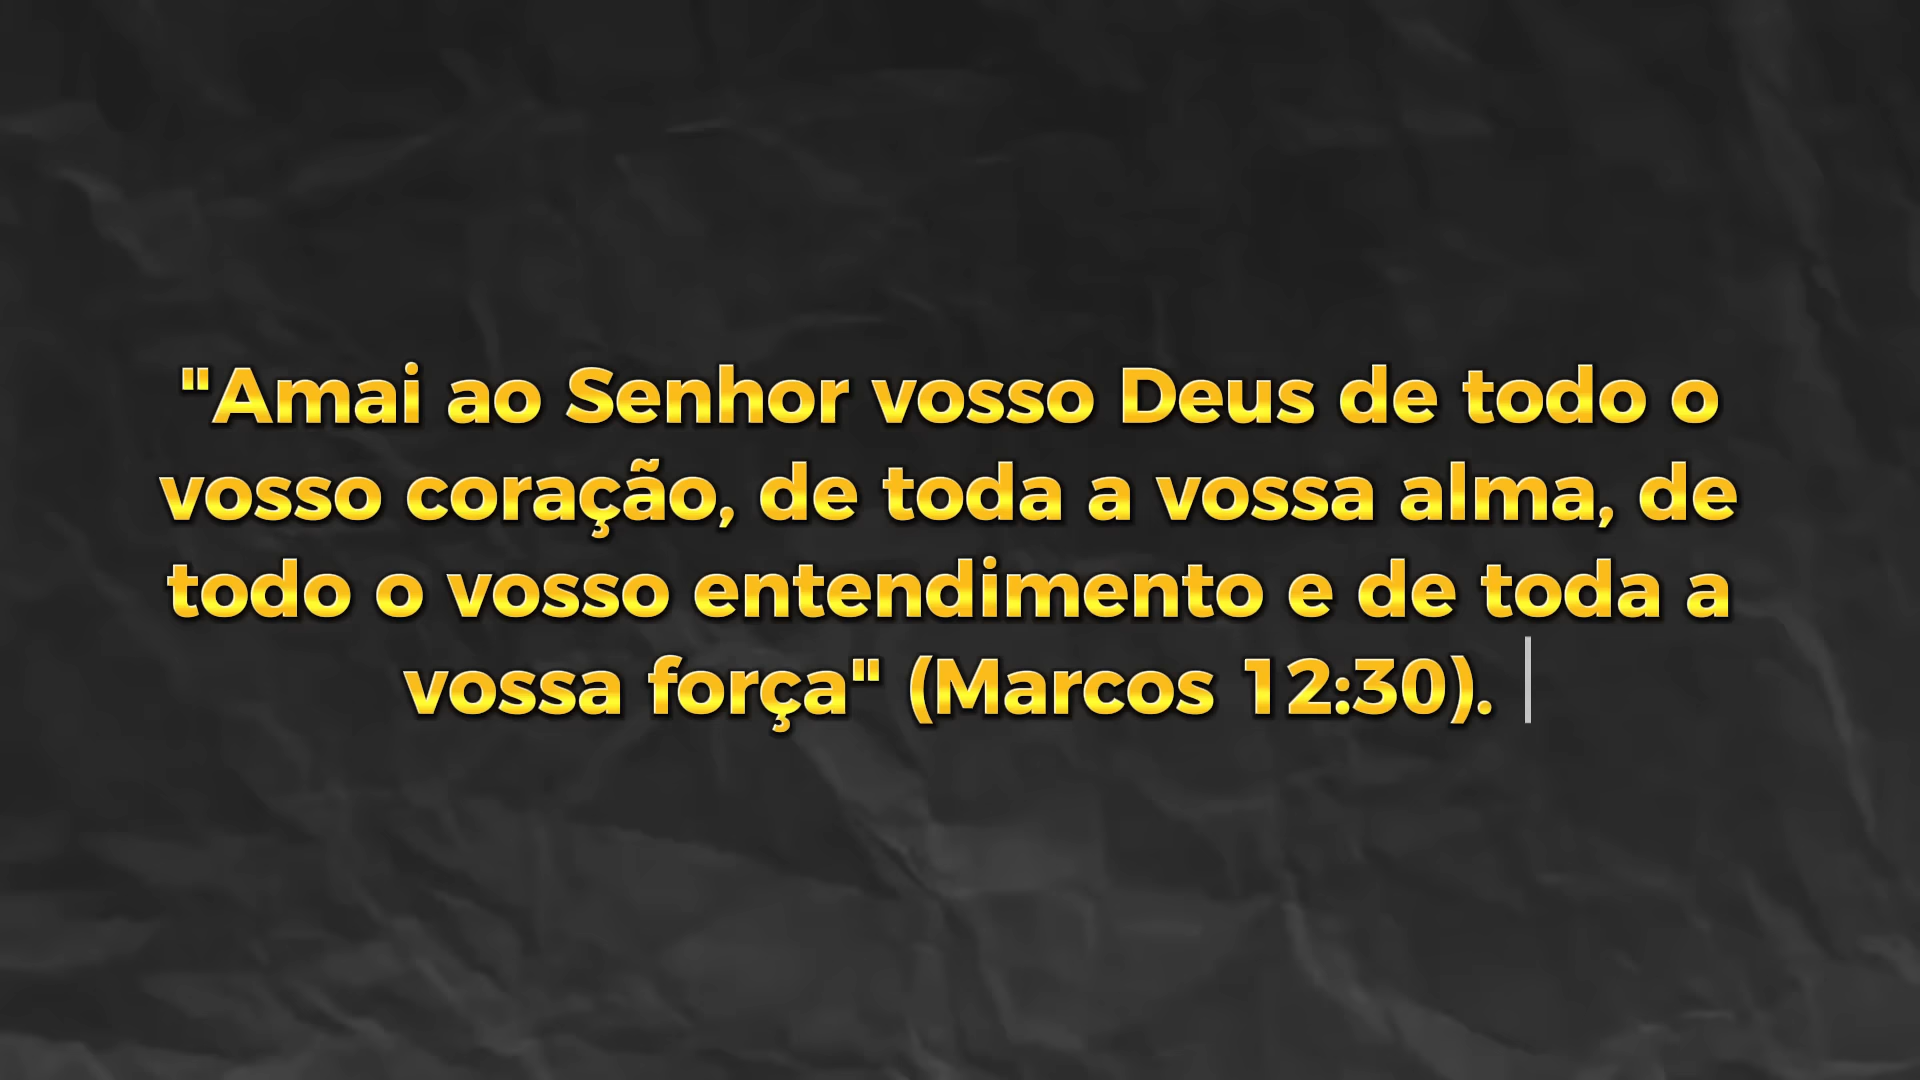 "Amai ao Senhor vosso Deus de todo o
vosso coração, de toda a vossa alma, de
todo o vosso entendimento e de toda a
vossa força" (Marcos 12:30).